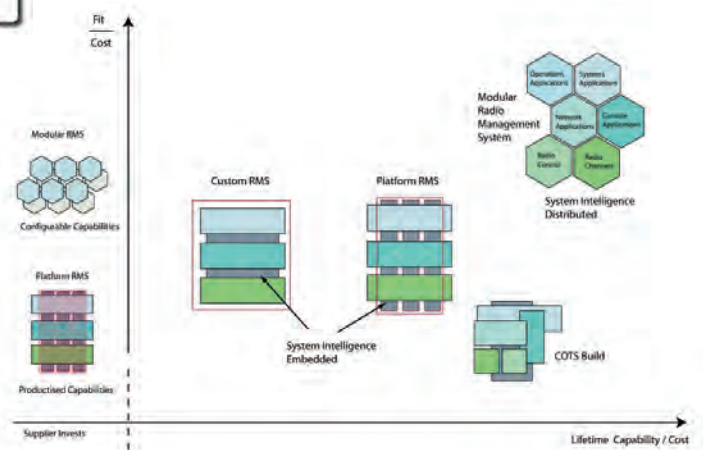 Fit
Cost
Modular RMS
Configurable Capabilities
Platform RMS
Productised Capabilities
Supplier Invests
Custom RMS
Platform RMS
System Intelligence
Embedded
Modular
Radio
Management
System
Operations
Applications
Systems
Applications
Network
Applications
Console
Applications
Radio
Control
Radio
Channels
System Intelligence
Distributed
COTS Build
Lifetime Capability / Cost